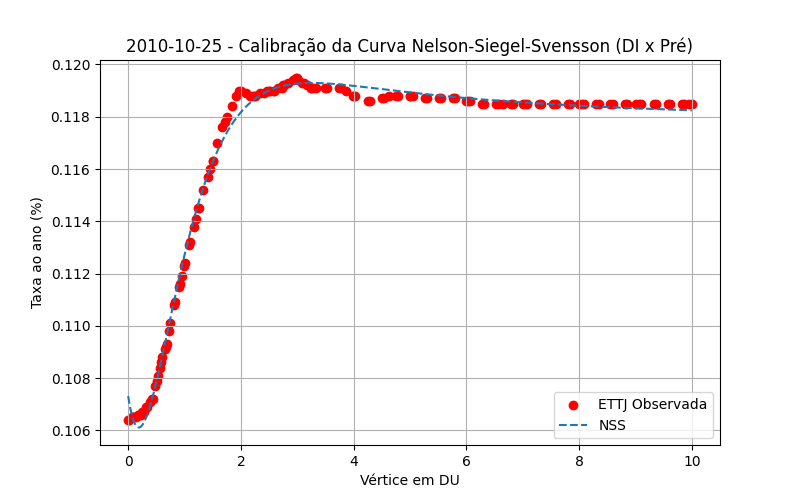 2010-10-25 - Calibração da Curva Nelson-Siegel-Svensson (DI x Pré)
0.120
0.118
0.116
0.114
0.112
0.110
0.108
0.106
Taxa ao ano (%)
ETTJ Observada
NSS
0 2 4 6 8 10
Vértice em DU